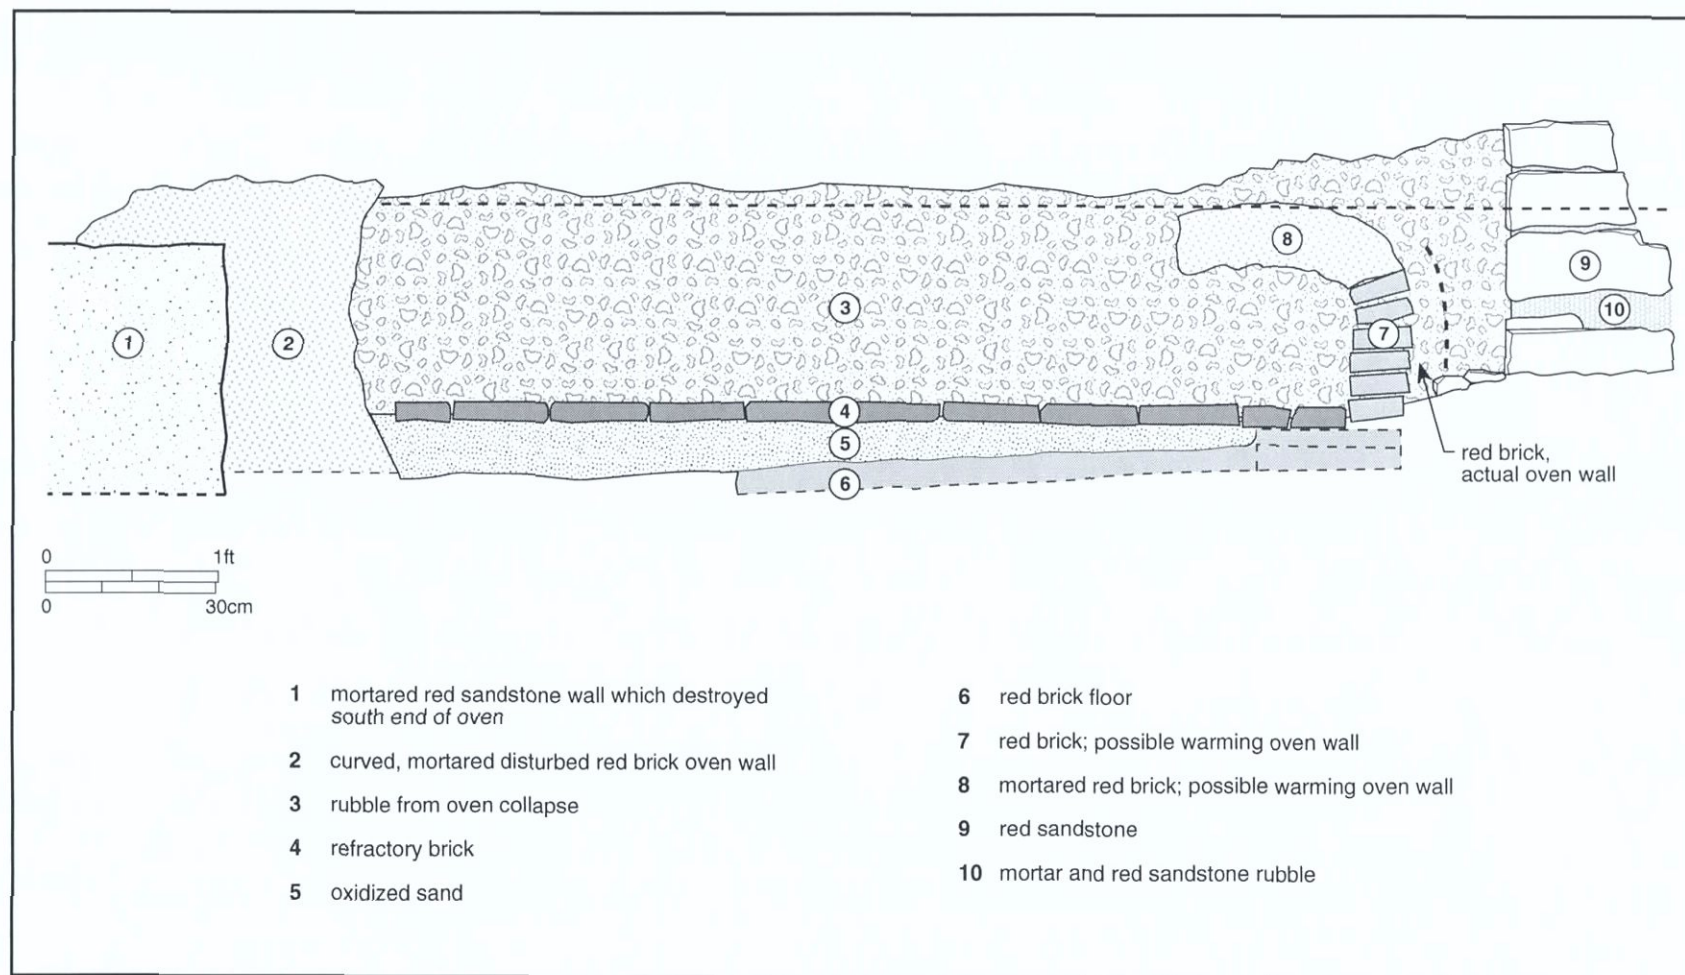 8
9
3
10
1
2
7
4
5
6
red brick,
actual oven wall
0 1ft
0 30cm
1 mortared red sandstone wall which destroyed
south end of oven
2 curved, mortared disturbed red brick oven wall
3 rubble from oven collapse
4 refractory brick
5 oxidized sand
6 red brick floor
7 red brick; possible warming oven wall
8 mortared red brick; possible warming oven wall
9 red sandstone
10 mortar and red sandstone rubble